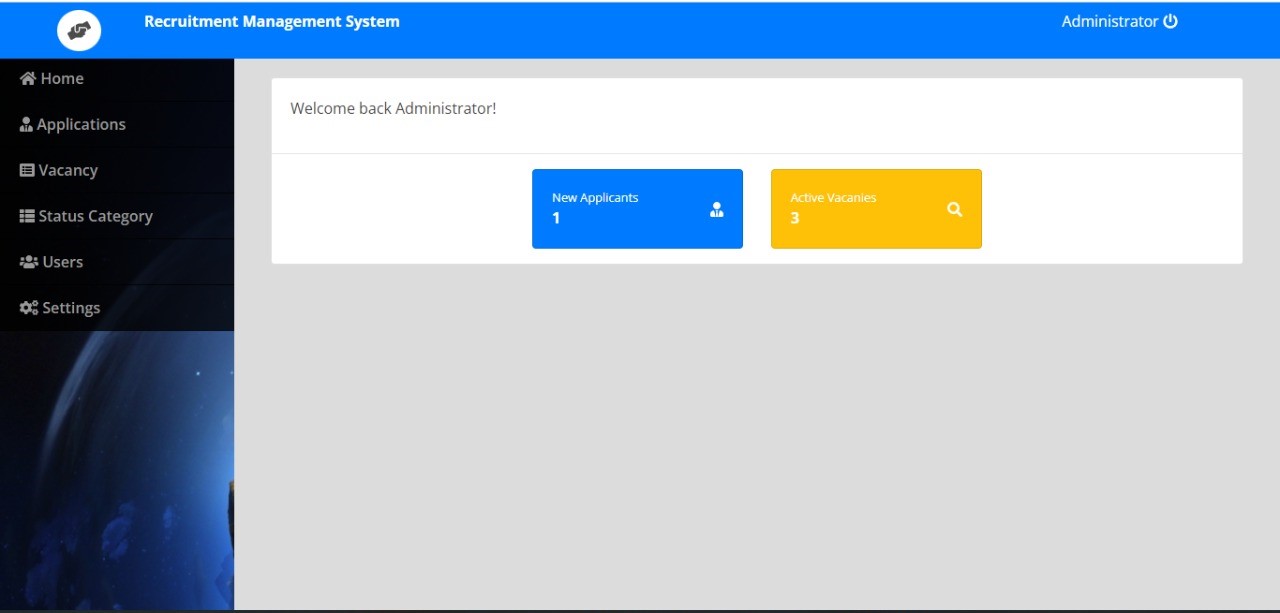 Recruitment Management System
Administrator
Home
Applications
Vacancy
Status Category
Users
Settings
Welcome back Administrator!
New Applicants
1
Active Vacanies
3